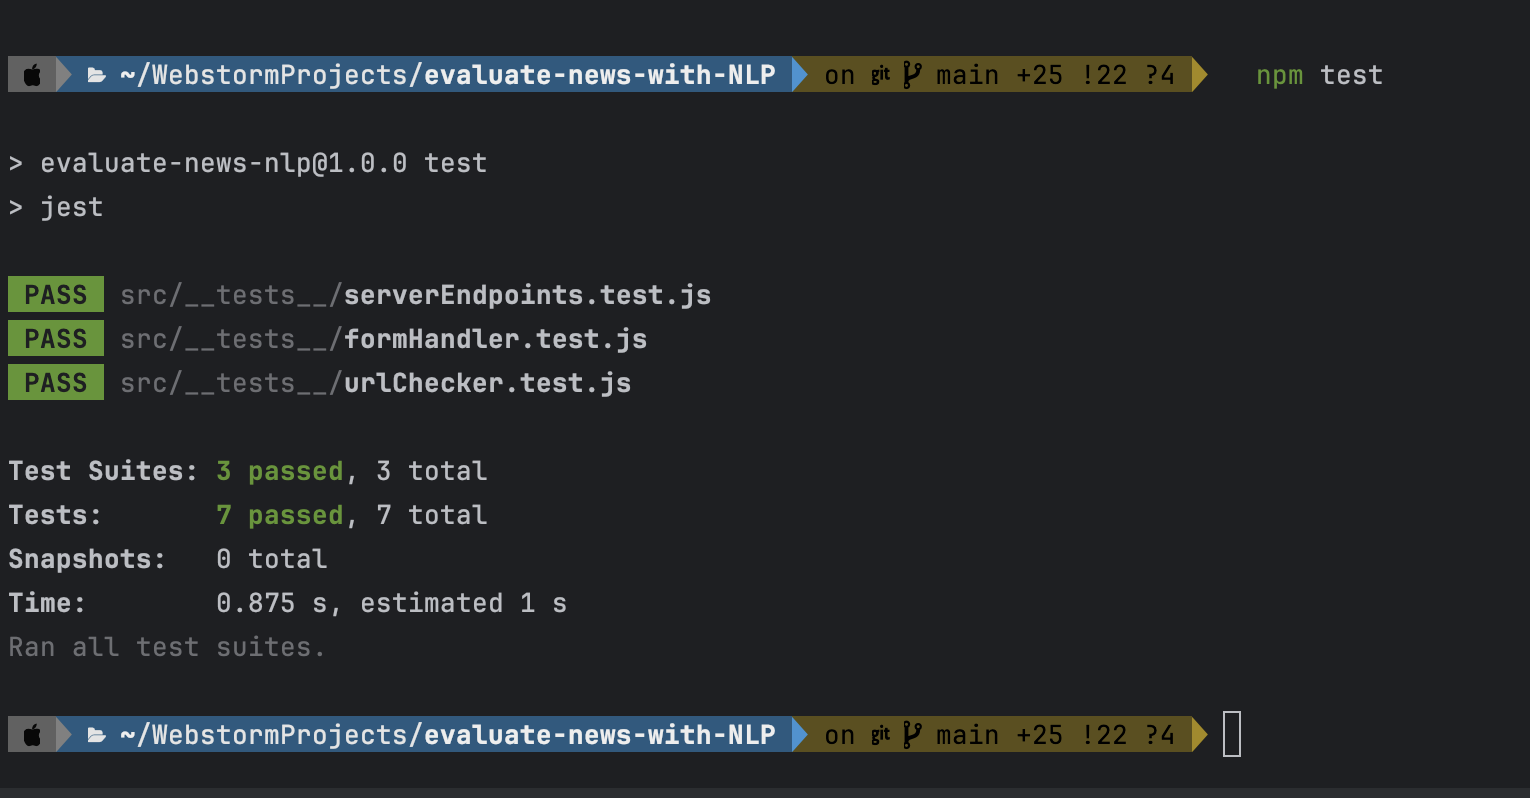 ~/WebstormProjects/evaluate-news-with-NLP on git main +25 !22 ?4 npm test
> evaluate-news-nlp@1.0.0 test
> jest
PASS src/__tests__/serverEndpoints.test.js
PASS src/__tests__/formHandler.test.js
PASS src/__tests__/urlChecker.test.js
Test Suites: 3 passed, 3 total
Tests: 7 passed, 7 total
Snapshots: 0 total
Time: 0.875 s, estimated 1 s
Ran all test suites.
~/WebstormProjects/evaluate-news-with-NLP on git main +25 !22 ?4